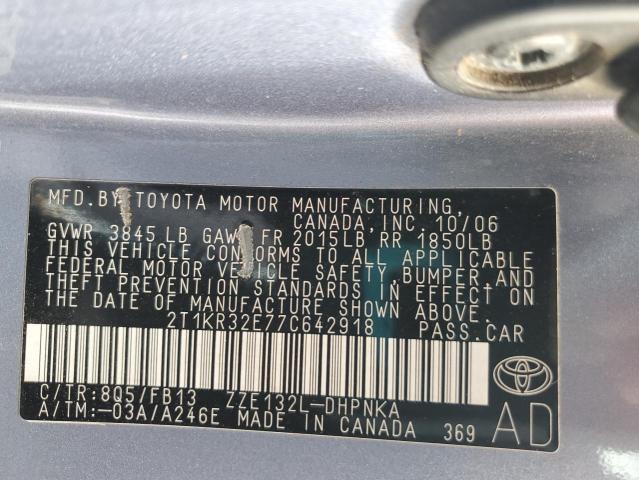 MFD.BY TOYOTA MOTOR MANUFACTURING,
CANADA, INC. 10/06
GVWR 3845 LB GAWR FR 2015LB RR 1850LB
THIS VEHICLE CONFORMS TO ALL APPLICABLE
FEDERAL MOTOR VEHICLE SAFETY, BUMPER, AND
THEFT PREVENTION STANDARDS IN EFFECT ON
THE DATE OF MANUFACTURE SHOWN ABOVE.
2T1KR32E77C642918 PASS.CAR
C/TR:8Q5/FB13 ZZE132L-DHPNKA
A/TM:-03A/A246E MADE IN CANADA 369
AD